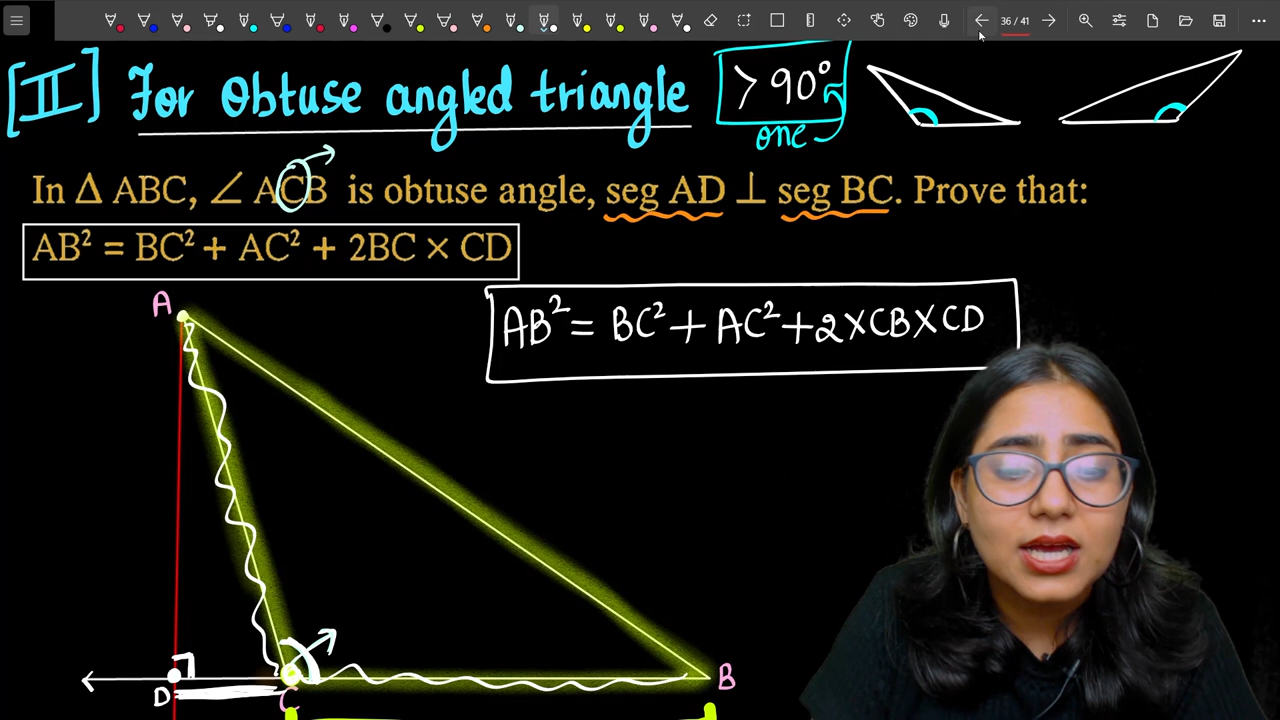 36 / 41
[II] For Obtuse angled triangle > 90°
one
In Δ ABC, ∠ ACB is obtuse angle, seg AD ⊥ seg BC. Prove that:
AB² = BC² + AC² + 2BC × CD
A
AB² = BC² + AC² + 2×CB×CD
D C B